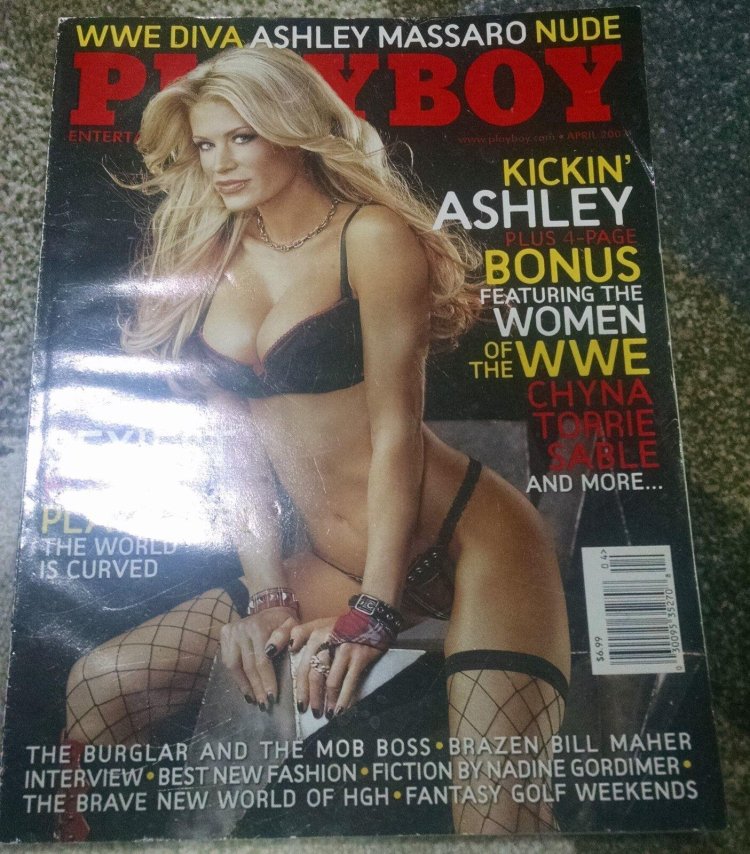 WWE DIVA ASHLEY MASSARO NUDE
ENTERT
www.playboy.com • APRIL 200
KICKIN'
ASHLEY
PLUS 4-PAGE
BONUS
FEATURING THE
WOMEN
OF THE WWE
CHYNA
TORRIE
SABLE
AND MORE...
THE WORLD
IS CURVED
04>
$6.99
THE BURGLAR AND THE MOB BOSS • BRAZEN BILL MAHER
INTERVIEW • BEST NEW FASHION • FICTION BY NADINE GORDIMER •
THE BRAVE NEW WORLD OF HGH • FANTASY GOLF WEEKENDS